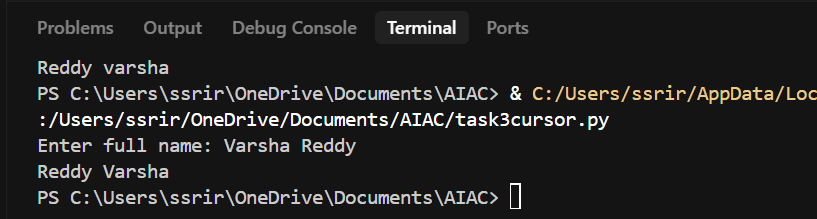 Problems Output Debug Console Terminal Ports
Reddy varsha
PS C:\Users\ssrir\OneDrive\Documents\AIAC> & C:/Users/ssrir/AppData/Loc
:/Users/ssrir/OneDrive/Documents/AIAC/task3cursor.py
Enter full name: Varsha Reddy
Reddy Varsha
PS C:\Users\ssrir\OneDrive\Documents\AIAC>